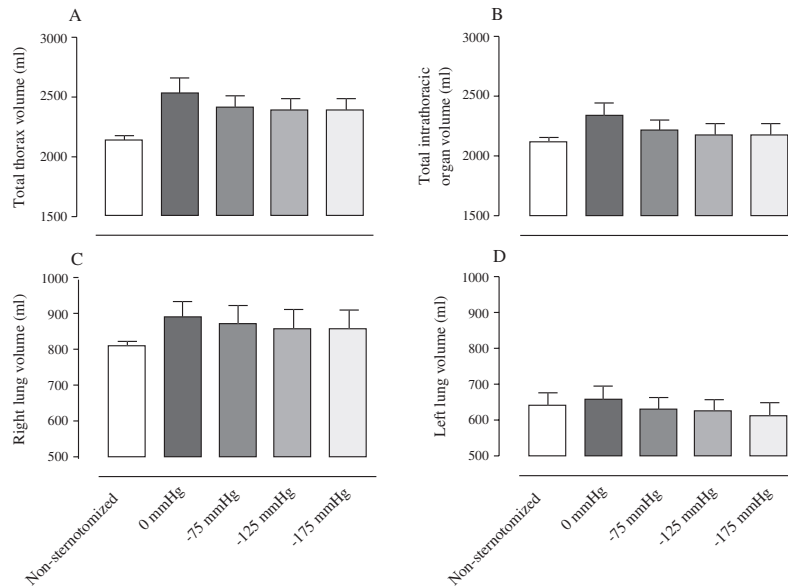 A
Total thorax volume (ml)
3000
2500
2000
1500
B
Total intrathoracic
organ volume (ml)
3000
2500
2000
1500
C
Right lung volume (ml)
1000
900
800
700
600
500
Non-sternotomized
0 mmHg
-75 mmHg
-125 mmHg
-175 mmHg
D
Left lung volume (ml)
1000
900
800
700
600
500
Non-sternotomized
0 mmHg
-75 mmHg
-125 mmHg
-175 mmHg